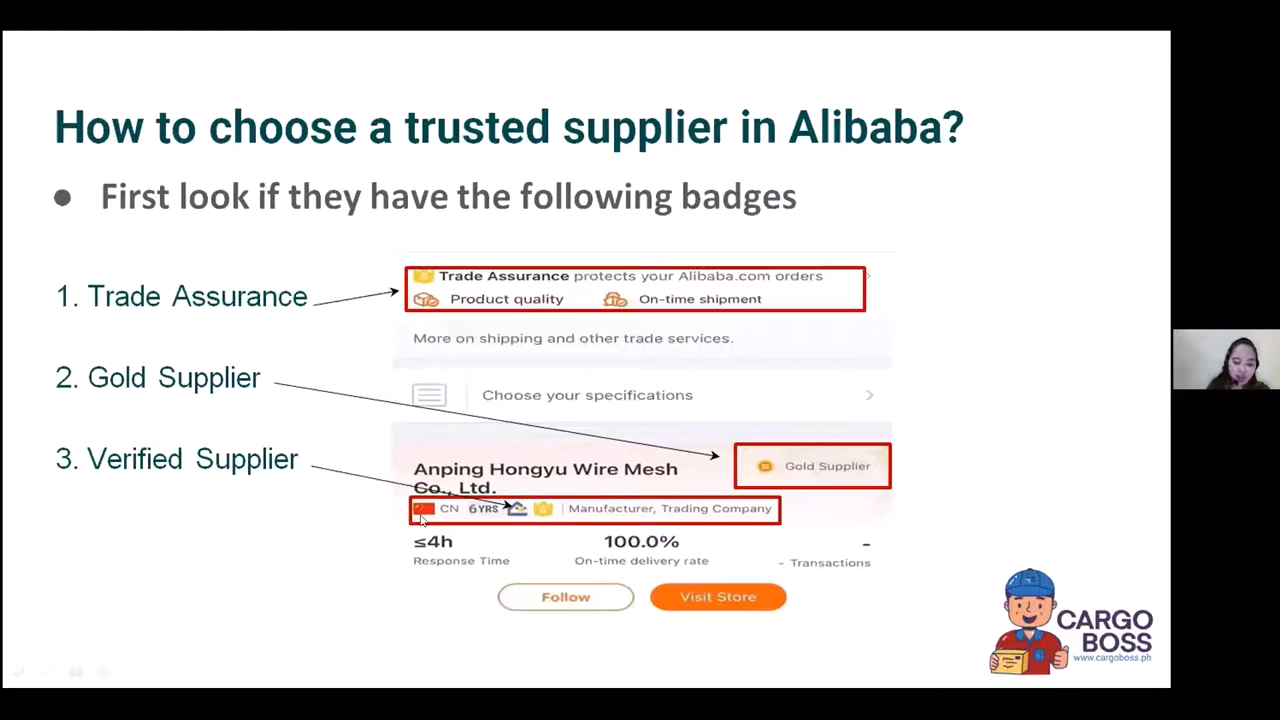 How to choose a trusted supplier in Alibaba?
● First look if they have the following badges
1. Trade Assurance
2. Gold Supplier
3. Verified Supplier
Trade Assurance protects your Alibaba.com orders
Product quality On-time shipment
More on shipping and other trade services.
Choose your specifications
Anping Hongyu Wire Mesh
Co., Ltd.
Gold Supplier
CN 6YRS | Manufacturer, Trading Company
≤4h 100.0% -
Response Time On-time delivery rate - Transactions
Follow Visit Store
CARGO
BOSS
www.cargoboss.ph